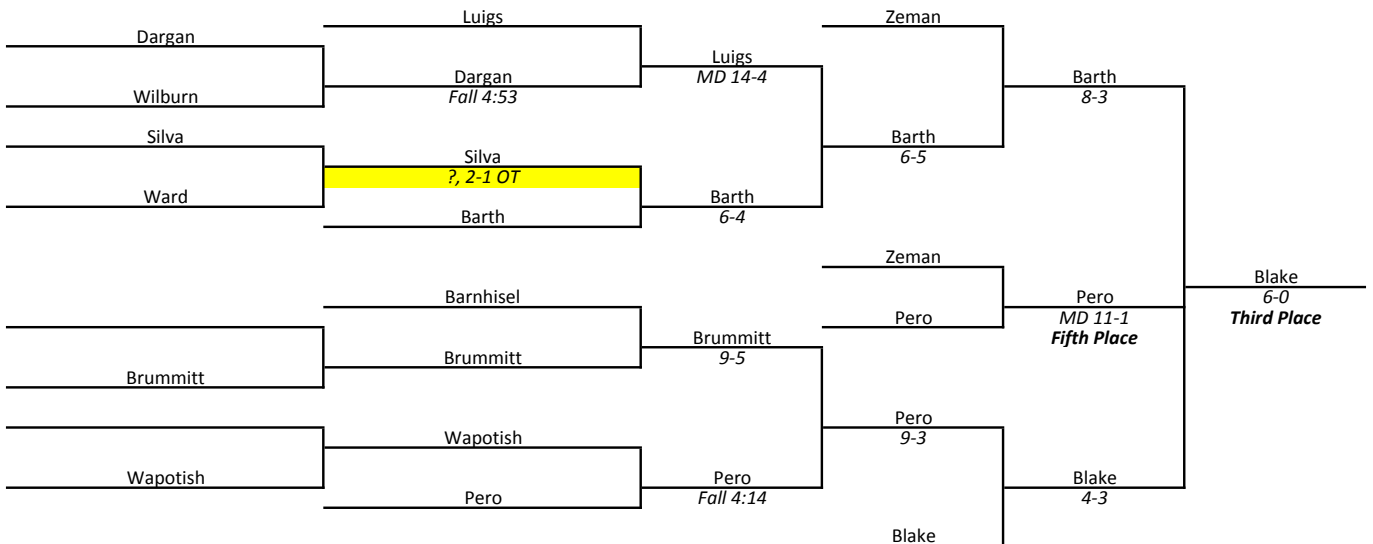 Luigs
Zeman
Dargan
Luigs
MD 14-4
Dargan
Fall 4:53
Barth
8-3
Wilburn
Silva
Barth
6-5
Silva
?, 2-1 OT
Ward
Barth
6-4
Barth
Zeman
Blake
6-0
Third Place
Barnhisel
Pero
MD 11-1
Fifth Place
Pero
Brummitt
9-5
Brummitt
Brummitt
Pero
9-3
Wapotish
Wapotish
Pero
Fall 4:14
Blake
4-3
Pero
Blake